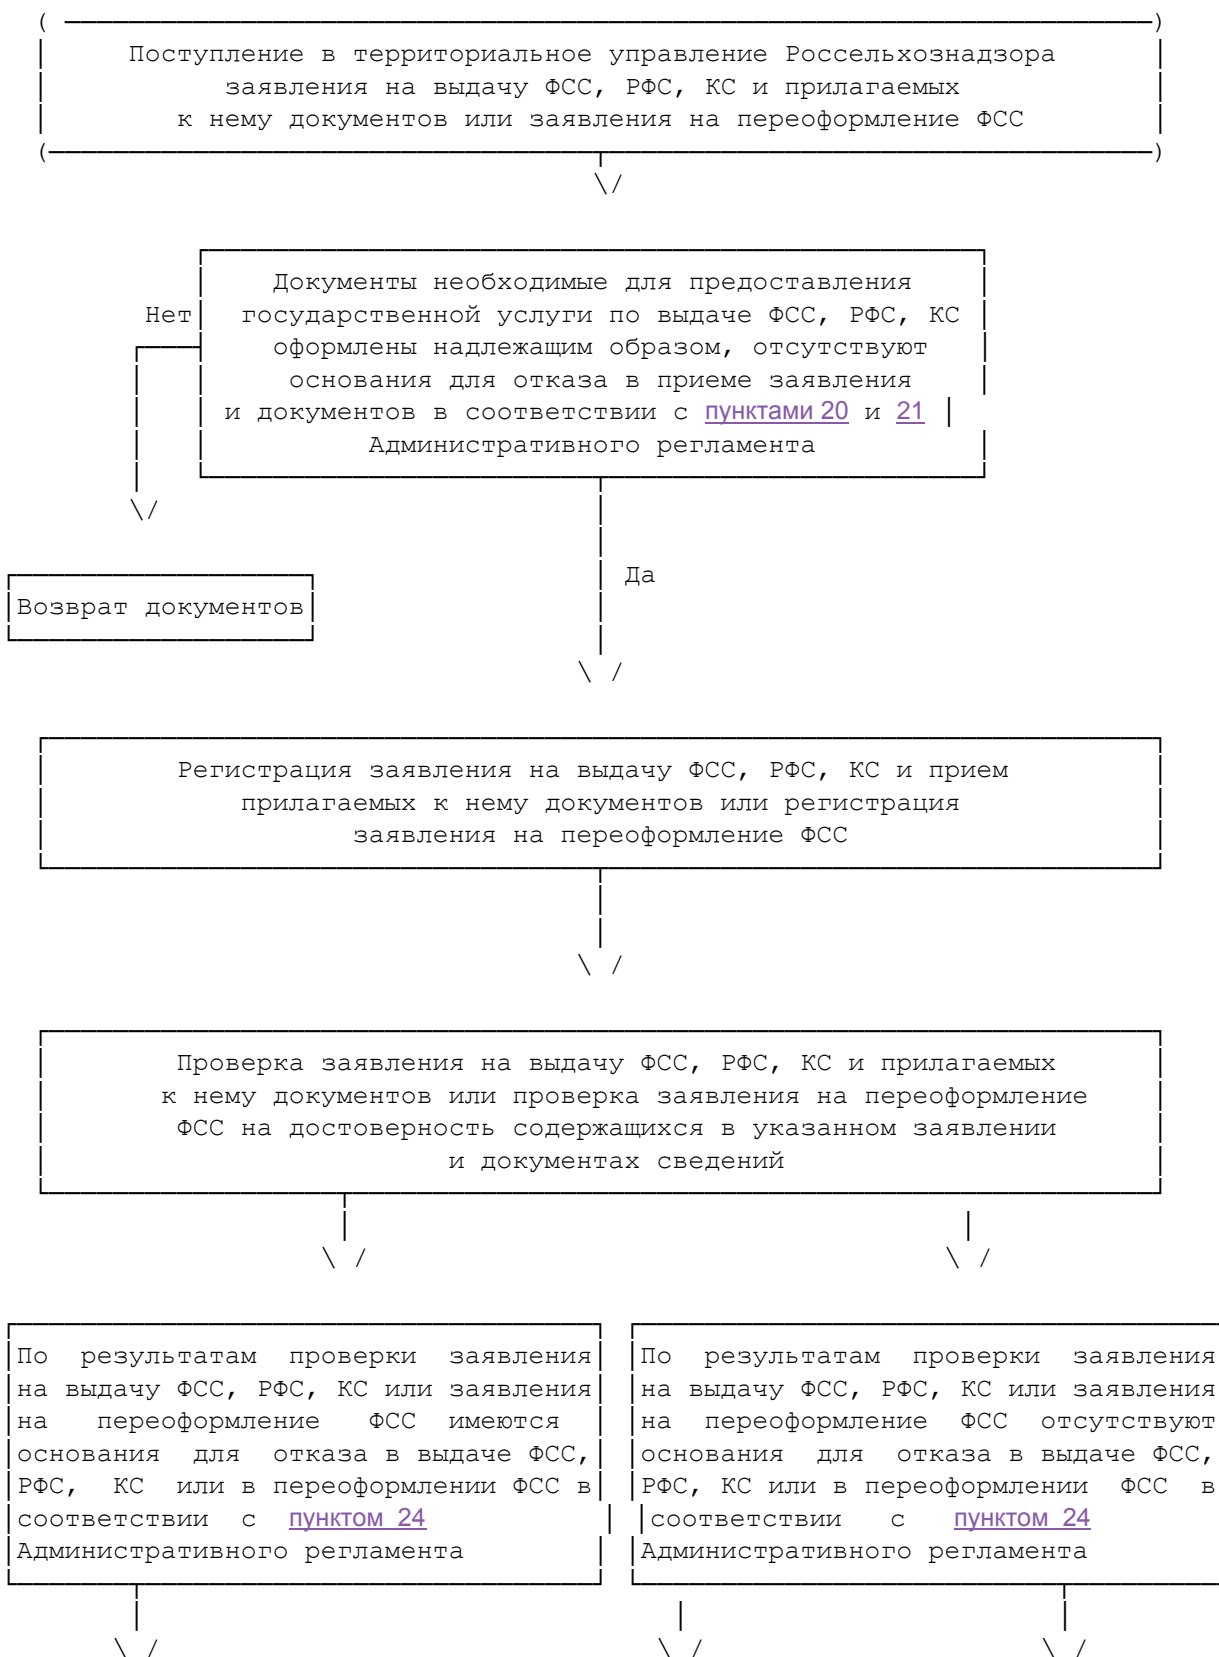 Поступление в территориальное управление Россельхознадзора
заявления на выдачу ФСС, РФС, КС и прилагаемых
к нему документов или заявления на переоформление ФСС
Документы необходимые для предоставления
Нет
государственной услуги по выдаче ФСС, РФС, КС
оформлены надлежащим образом, отсутствуют
основания для отказа в приеме заявления
и документов в соответствии с пунктами 20 и 21
Административного регламента
Да
Возврат документов
Регистрация заявления на выдачу ФСС, РФС, КС и прием
прилагаемых к нему документов или регистрация
заявления на переоформление ФСС
Проверка заявления на выдачу ФСС, РФС, КС и прилагаемых
к нему документов или проверка заявления на переоформление
ФСС на достоверность содержащихся в указанном заявлении
и документах сведений
По результатам проверки заявления
на выдачу ФСС, РФС, КС или заявления
на переоформление ФСС имеются
основания для отказа в выдаче ФСС,
РФС, КС или в переоформлении ФСС в
соответствии с пунктом 24
Административного регламента
По результатам проверки заявления
на выдачу ФСС, РФС, КС или заявления
на переоформление ФСС отсутствуют
основания для отказа в выдаче ФСС,
РФС, КС или в переоформлении ФСС в
соответствии с пунктом 24
Административного регламента